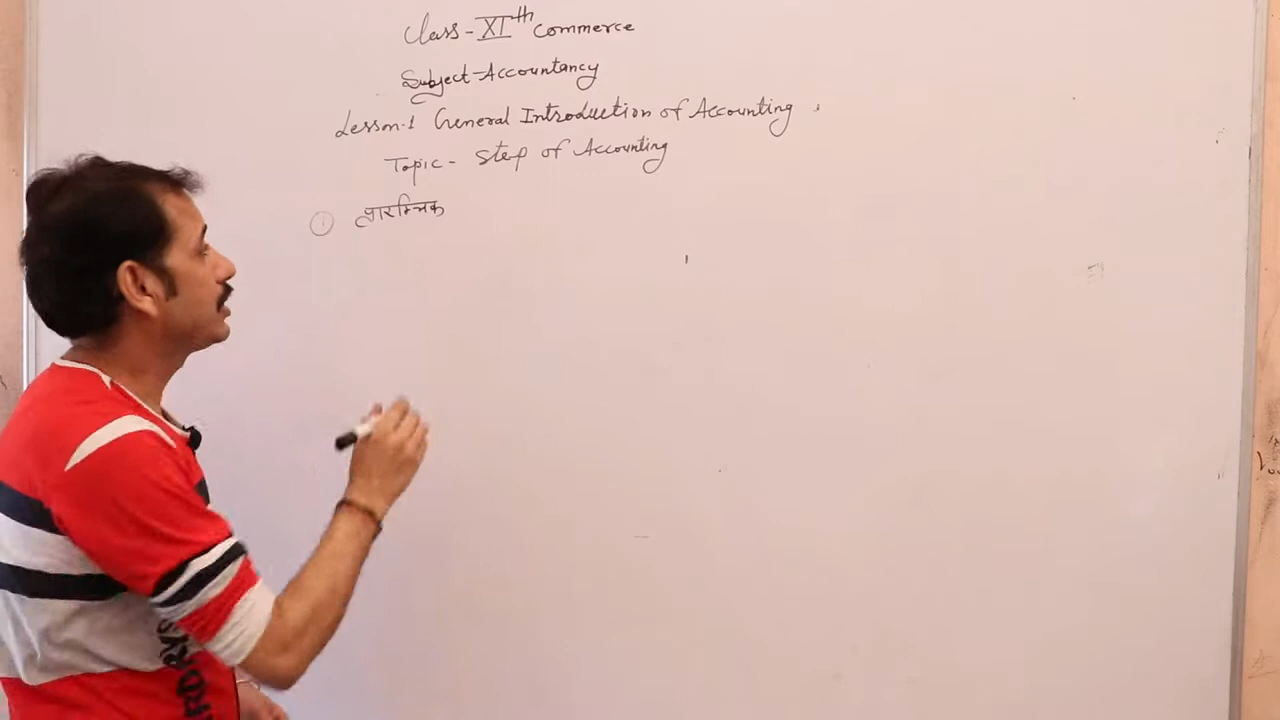 Class - XIth Commerce
Subject - Accountancy
Lesson-1 General Introduction of Accounting
Topic - Step of Accounting
① प्रारम्भिक